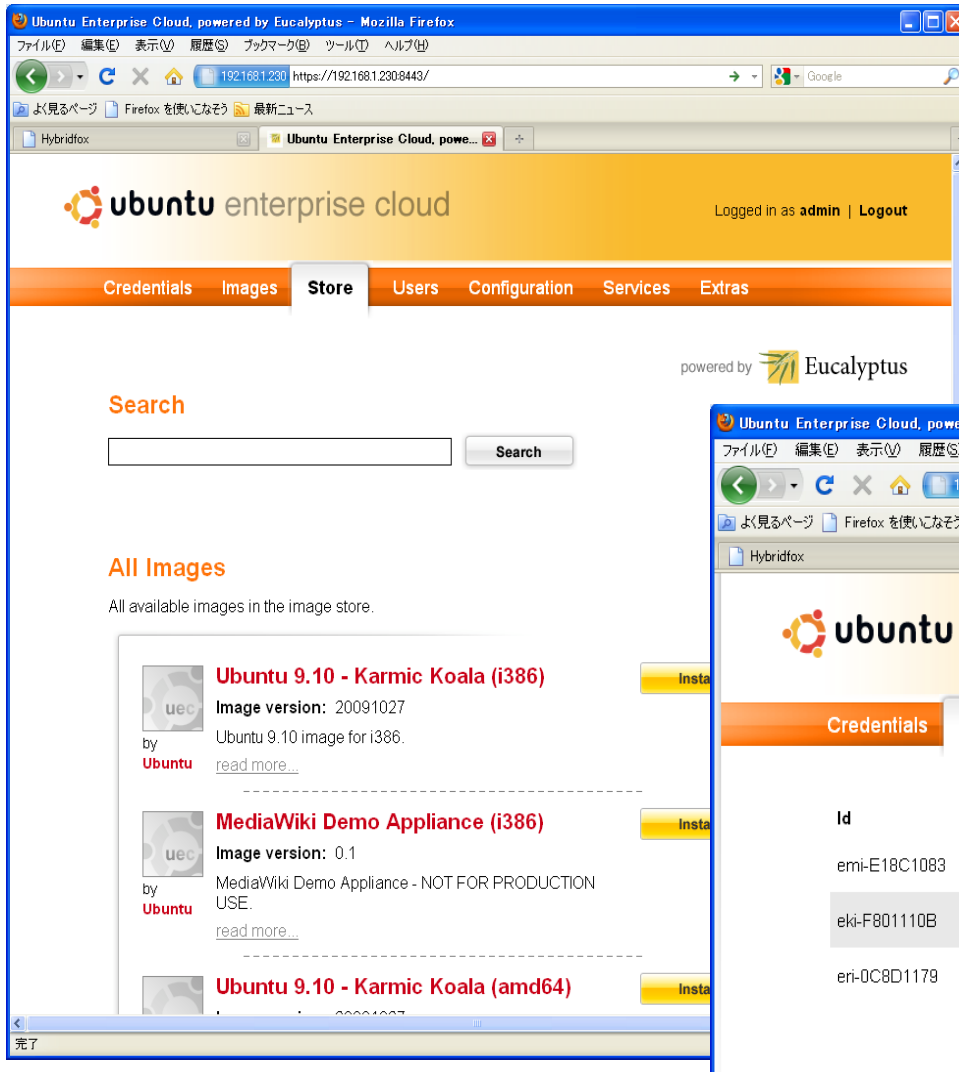 Ubuntu Enterprise Cloud, powered by Eucalyptus - Mozilla Firefox
ファイル(F) 編集(E) 表示(V) 履歴(S) ブックマーク(B) ツール(T) ヘルプ(H)
192.168.1.230 https://192.168.1.230:8443/ Google
よく見るページ Firefox を使いこなそう 最新ニュース
Hybridfox Ubuntu Enterprise Cloud, powe...
ubuntu enterprise cloud
Logged in as admin | Logout
Credentials Images Store Users Configuration Services Extras
powered by Eucalyptus
Search
Search
All Images
All available images in the image store.
uec
by
Ubuntu
Ubuntu 9.10 - Karmic Koala (i386)
Image version: 20091027
Ubuntu 9.10 image for i386.
read more...
Insta
uec
by
Ubuntu
MediaWiki Demo Appliance (i386)
Image version: 0.1
MediaWiki Demo Appliance - NOT FOR PRODUCTION
USE.
read more...
Insta
Ubuntu 9.10 - Karmic Koala (amd64)
Insta
完了
Ubuntu Enterprise Cloud, powe
ファイル(F) 編集(E) 表示(V) 履歴(S
よく見るページ Firefox を使いこなそう
Hybridfox
ubuntu
Credentials
Id
emi-E18C1083
eki-F801110B
eri-0C8D1179